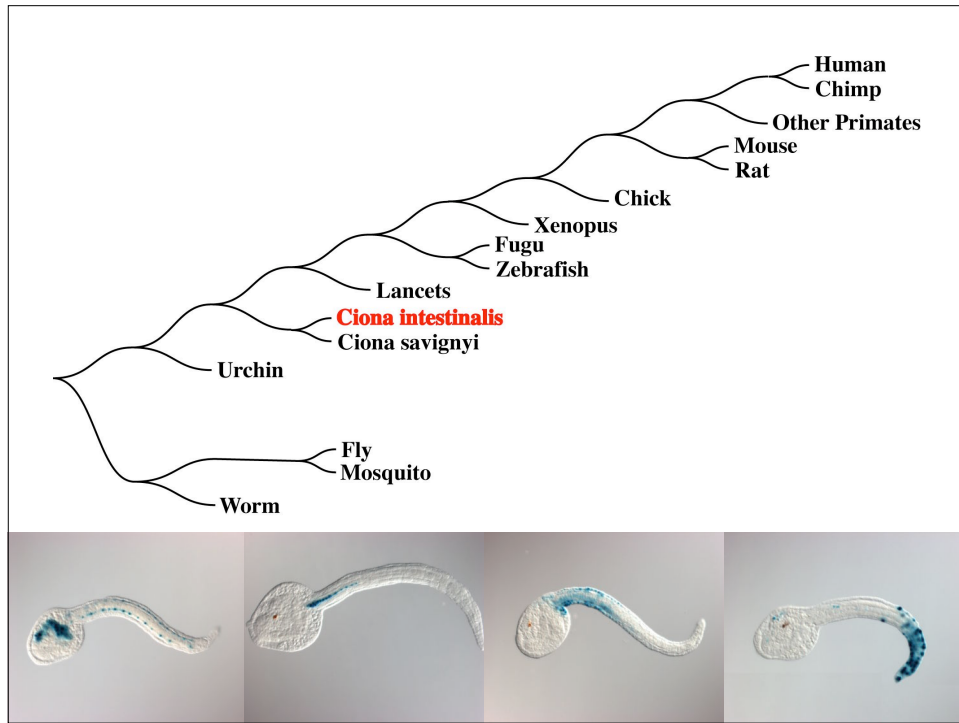 Human
Chimp
Other Primates
Mouse
Rat
Chick
Xenopus
Fugu
Zebrafish
Lancets
Ciona intestinalis
Ciona savignyi
Urchin
Fly
Mosquito
Worm